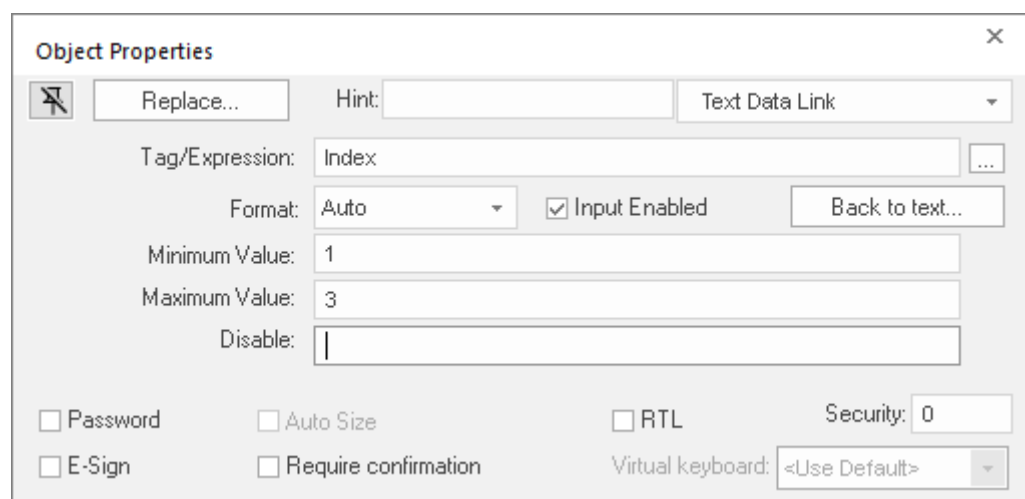 Object Properties
Replace... Hint: Text Data Link
Tag/Expression: Index ...
Format: Auto Input Enabled Back to text...
Minimum Value: 1
Maximum Value: 3
Disable:
Password Auto Size RTL Security: 0
E-Sign Require confirmation Virtual keyboard: <Use Default>